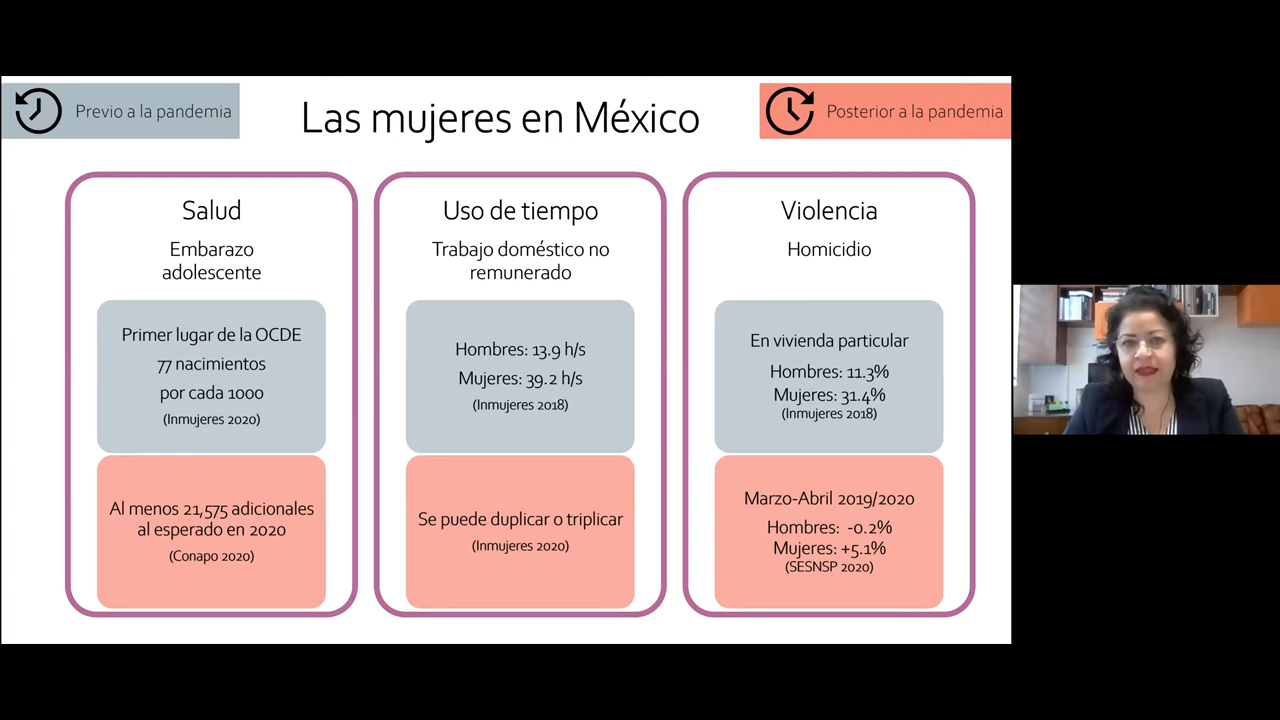 Previo a la pandemia
Las mujeres en México
Posterior a la pandemia
Salud
Embarazo
adolescente
Primer lugar de la OCDE
77 nacimientos
por cada 1000
(Inmujeres 2020)
Al menos 21,575 adicionales
al esperado en 2020
(Conapo 2020)
Uso de tiempo
Trabajo doméstico no
remunerado
Hombres: 13.9 h/s
Mujeres: 39.2 h/s
(Inmujeres 2018)
Se puede duplicar o triplicar
(Inmujeres 2020)
Violencia
Homicidio
En vivienda particular
Hombres: 11.3%
Mujeres: 31.4%
(Inmujeres 2018)
Marzo-Abril 2019/2020
Hombres: -0.2%
Mujeres: +5.1%
(SESNSP 2020)